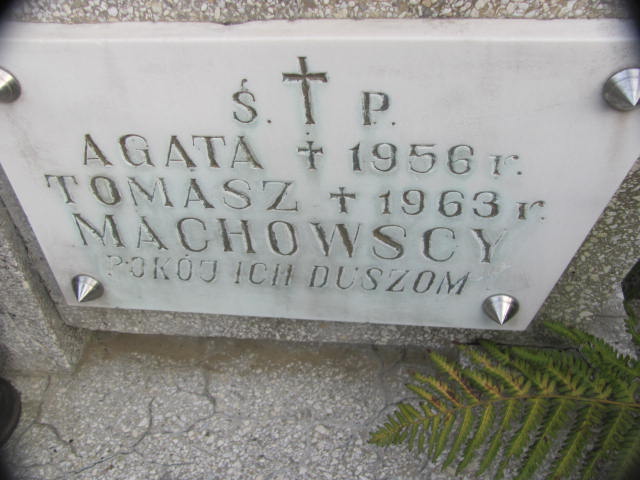 Ś. † P.
AGATA † 1956 r.
TOMASZ † 1963 r.
MACHOWSCY
POKÓJ ICH DUSZOM